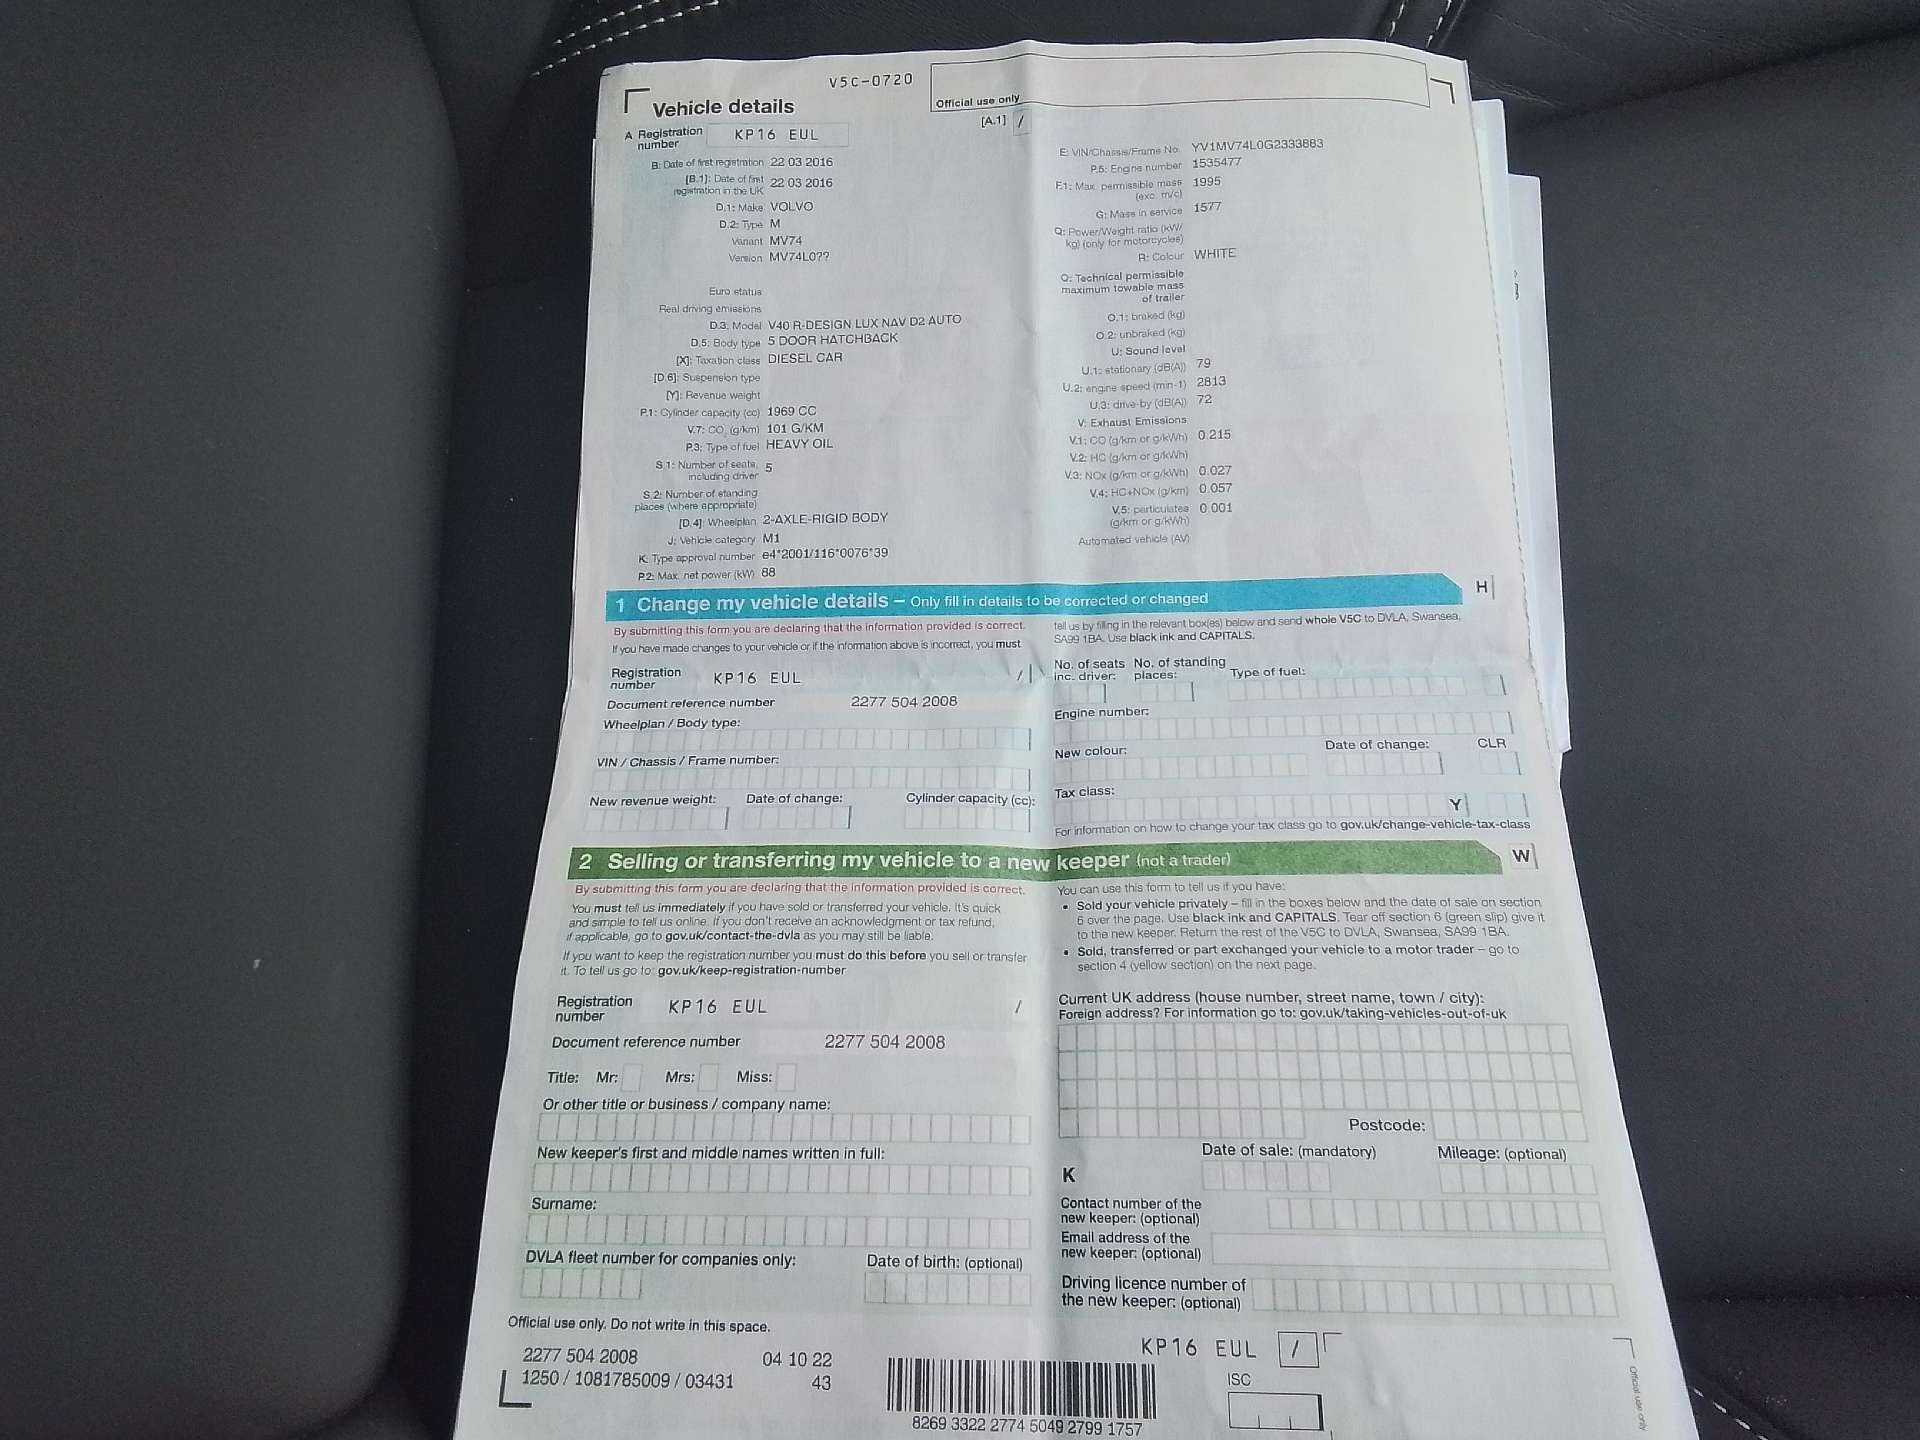 V5C-0720
Official use only
Vehicle details
[A.1] /
A Registration number KP16 EUL
B: Date of first registration 22 03 2016
[B.1]: Date of first registration in the UK 22 03 2016
D.1: Make VOLVO
D.2: Type M
Variant MV74
Version MV74L0??
Euro status
Real driving emissions
D.3: Model V40 R-DESIGN LUX NAV D2 AUTO
D.5: Body type 5 DOOR HATCHBACK
[X]: Taxation class DIESEL CAR
[D.6]: Suspension type
[Y]: Revenue weight
P.1: Cylinder capacity (cc) 1969 CC
V.7: CO2 (g/km) 101 G/KM
P.3: Type of fuel HEAVY OIL
S.1: Number of seats, including driver 5
S.2: Number of standing places (where appropriate)
[D.4]: Wheelplan 2-AXLE-RIGID BODY
J: Vehicle category M1
K: Type approval number e4*2001/116*0076*39
P.2: Max. net power (kW) 88
E: VIN/Chassis/Frame No. YV1MV74L0G2333883
P.5: Engine number 1535477
F.1: Max. permissible mass (exc. m/c) 1995
G: Mass in service 1577
Q: Power/Weight ratio (kW/kg) (only for motorcycles)
R: Colour WHITE
O: Technical permissible maximum towable mass of trailer
O.1: braked (kg)
O.2: unbraked (kg)
U: Sound level
U.1: stationary (dB(A)) 79
U.2: engine speed (min-1) 2813
U.3: drive-by (dB(A)) 72
V: Exhaust Emissions
V.1: CO (g/km or g/kWh) 0.215
V.2: HC (g/km or g/kWh)
V.3: NOx (g/km or g/kWh) 0.027
V.4: HC+NOx (g/km) 0.057
V.5: particulates (g/km or g/kWh) 0.001
Automated vehicle (AV)
1 Change my vehicle details – Only fill in details to be corrected or changed
H
By submitting this form you are declaring that the information provided is correct.
If you have made changes to your vehicle or if the information above is incorrect, you must
tell us by filling in the relevant box(es) below and send whole V5C to DVLA, Swansea,
SA99 1BA. Use black ink and CAPITALS.
Registration number KP16 EUL /
Document reference number 2277 504 2008
Wheelplan / Body type:
VIN / Chassis / Frame number:
New revenue weight: Date of change: Cylinder capacity (cc):
No. of seats inc. driver: No. of standing places: Type of fuel:
Engine number:
New colour: Date of change: CLR
Tax class:
Y
For information on how to change your tax class go to gov.uk/change-vehicle-tax-class
2 Selling or transferring my vehicle to a new keeper (not a trader)
W
By submitting this form you are declaring that the information provided is correct.
You must tell us immediately if you have sold or transferred your vehicle. It's quick
and simple to tell us online. If you don't receive an acknowledgment or tax refund,
if applicable, go to gov.uk/contact-the-dvla as you may still be liable.
If you want to keep the registration number you must do this before you sell or transfer
it. To tell us go to: gov.uk/keep-registration-number
You can use this form to tell us if you have:
• Sold your vehicle privately – fill in the boxes below and the date of sale on section
6 over the page. Use black ink and CAPITALS. Tear off section 6 (green slip) give it
to the new keeper. Return the rest of the V5C to DVLA, Swansea, SA99 1BA.
• Sold, transferred or part exchanged your vehicle to a motor trader – go to
section 4 (yellow section) on the next page.
Registration number KP16 EUL /
Document reference number 2277 504 2008
Title: Mr: Mrs: Miss:
Or other title or business / company name:
New keeper's first and middle names written in full:
Surname:
DVLA fleet number for companies only: Date of birth: (optional)
Current UK address (house number, street name, town / city):
Foreign address? For information go to: gov.uk/taking-vehicles-out-of-uk
Postcode:
Date of sale: (mandatory) Mileage: (optional)
K
Contact number of the new keeper: (optional)
Email address of the new keeper: (optional)
Driving licence number of the new keeper: (optional)
Official use only. Do not write in this space.
2277 504 2008 04 10 22
1250 / 1081785009 / 03431 43
8269 3322 2774 5049 2799 1757
KP16 EUL /
ISC
Official use only